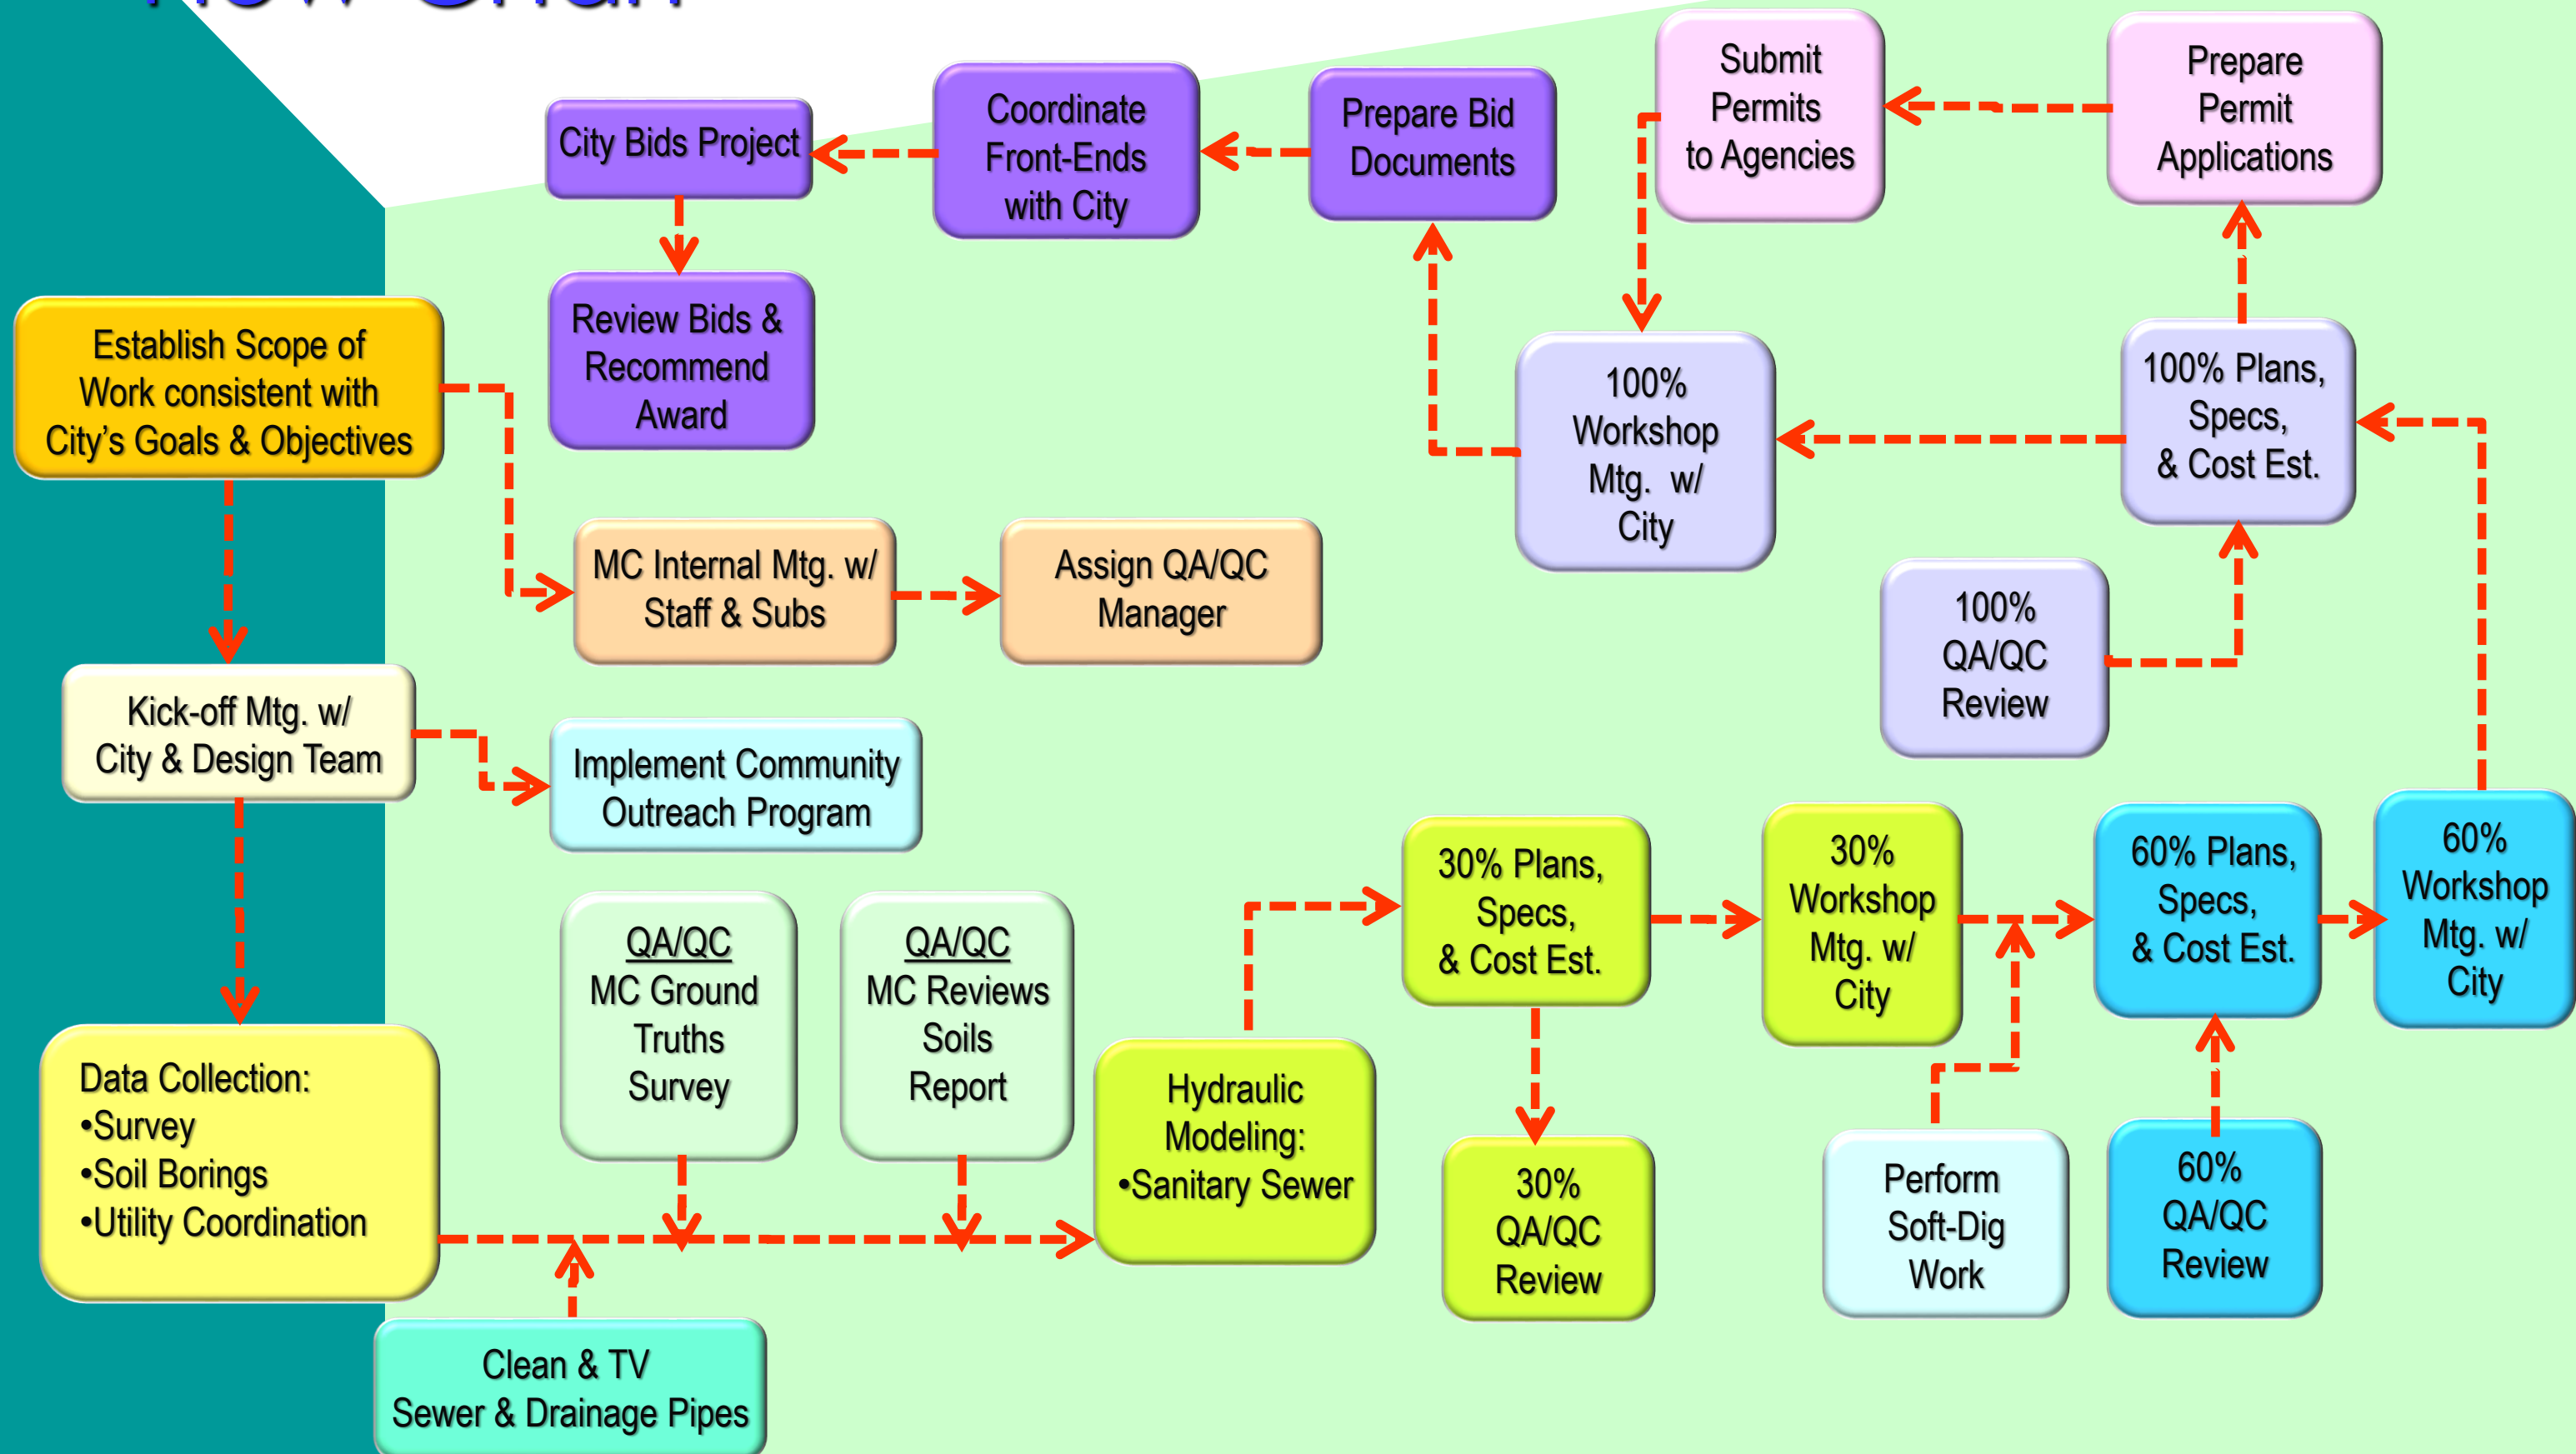 Flow Chart
Submit
Permits
to Agencies
Prepare
Permit
Applications
City Bids Project
Coordinate
Front-Ends
with City
Prepare Bid
Documents
Review Bids &
Recommend
Award
Establish Scope of
Work consistent with
City’s Goals & Objectives
100%
Workshop
Mtg. w/
City
100% Plans,
Specs,
& Cost Est.
MC Internal Mtg. w/
Staff & Subs
Assign QA/QC
Manager
100%
QA/QC
Review
Kick-off Mtg. w/
City & Design Team
Implement Community
Outreach Program
QA/QC
MC Ground
Truths
Survey
QA/QC
MC Reviews
Soils
Report
30% Plans,
Specs,
& Cost Est.
30%
Workshop
Mtg. w/
City
60% Plans,
Specs,
& Cost Est.
60%
Workshop
Mtg. w/
City
Data Collection:
•Survey
•Soil Borings
•Utility Coordination
Hydraulic
Modeling:
•Sanitary Sewer
30%
QA/QC
Review
Perform
Soft-Dig
Work
60%
QA/QC
Review
Clean & TV
Sewer & Drainage Pipes